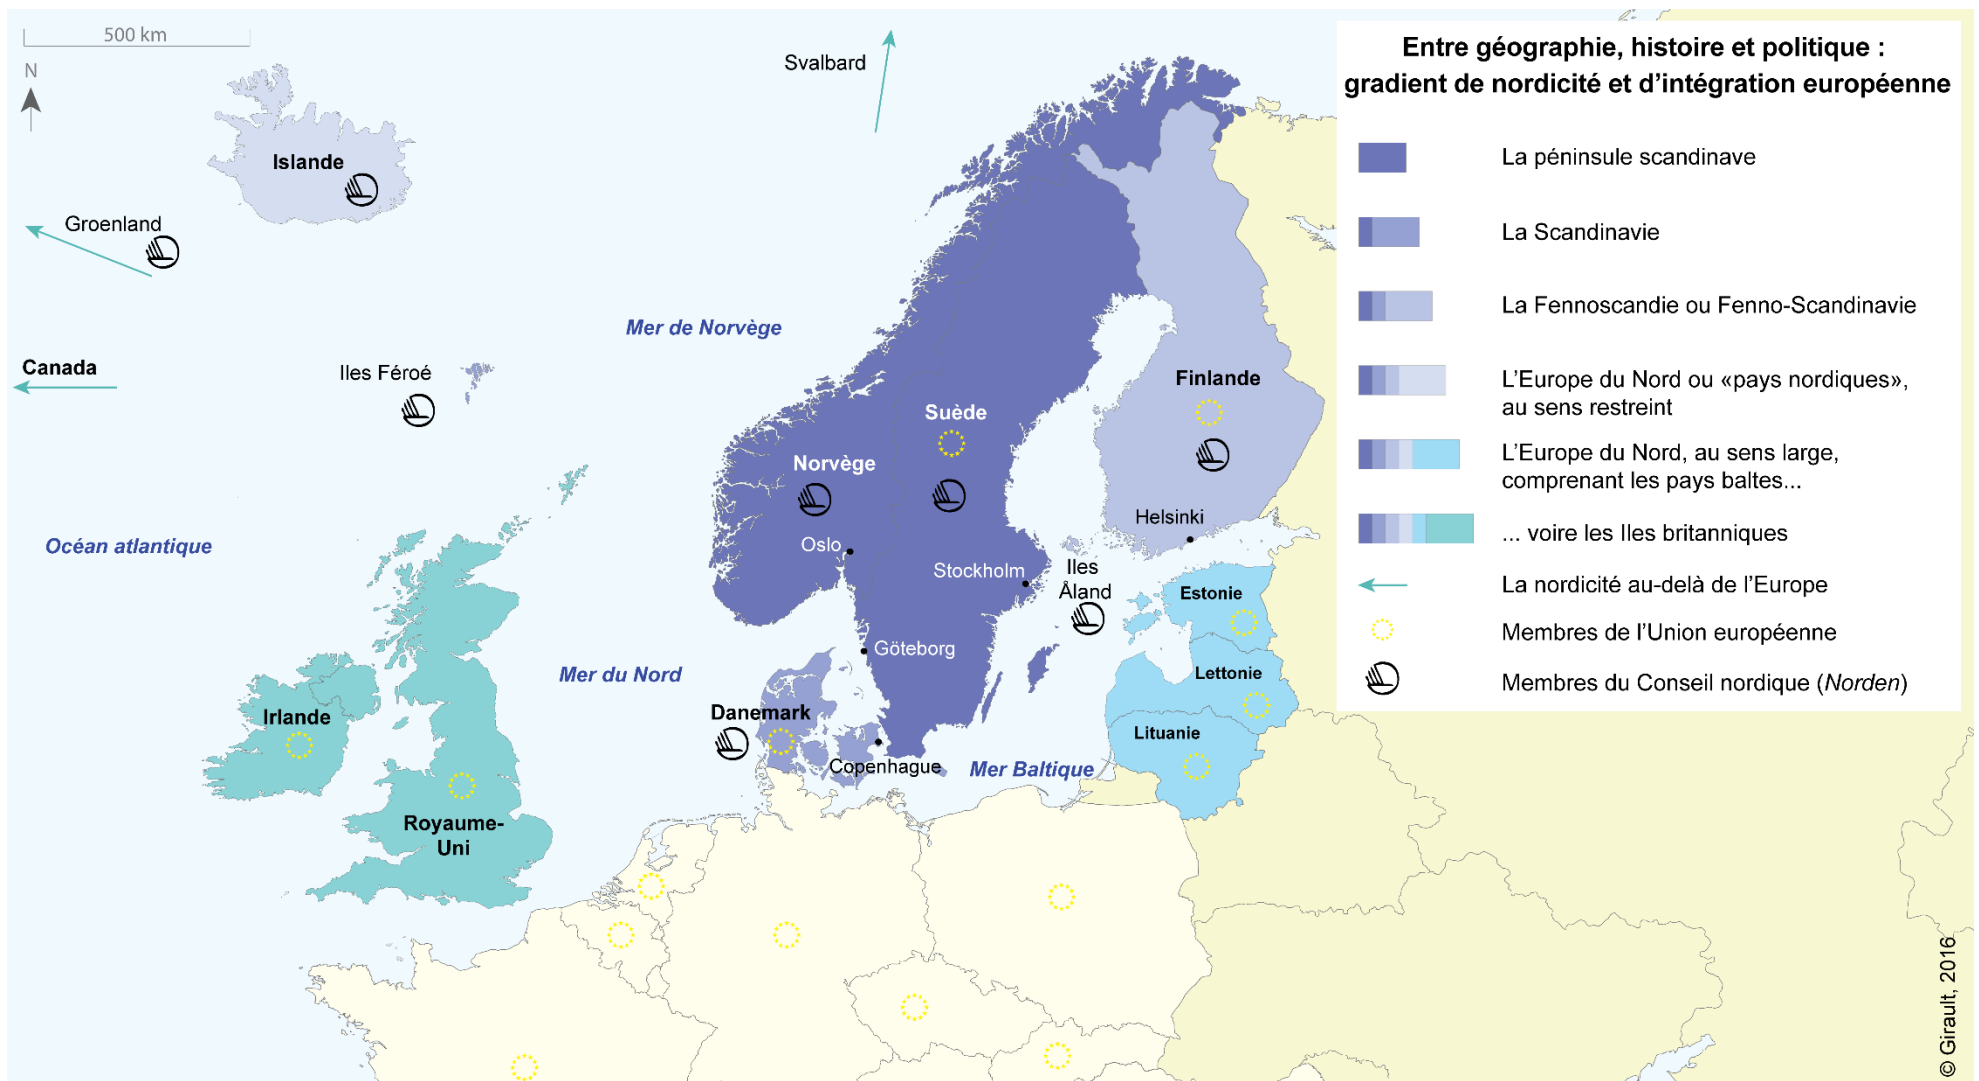 500 km
N
Svalbard
Islande
Groenland
Canada
Iles Féroé
Mer de Norvège
Océan atlantique
Finlande
Suède
Norvège
Helsinki
Oslo
Stockholm
Iles
Åland
Estonie
Göteborg
Lettonie
Mer du Nord
Danemark
Lituanie
Irlande
Copenhague
Mer Baltique
Royaume-
Uni
Entre géographie, histoire et politique :
gradient de nordicité et d’intégration européenne
La péninsule scandinave
La Scandinavie
La Fennoscandie ou Fenno-Scandinavie
L’Europe du Nord ou «pays nordiques»,
au sens restreint
L’Europe du Nord, au sens large,
comprenant les pays baltes...
... voire les Iles britanniques
La nordicité au-delà de l’Europe
Membres de l’Union européenne
Membres du Conseil nordique (Norden)
© Girault, 2016